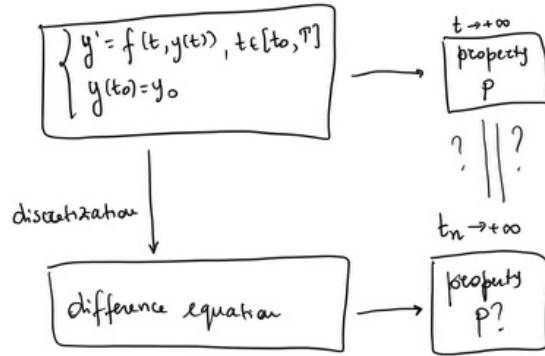 y' = f(t, y(t)), t ∈ [t₀, T]
y(t₀) = y₀
t → +∞
property
P
? ?
discretization
tₙ → +∞
difference equation
property
P?